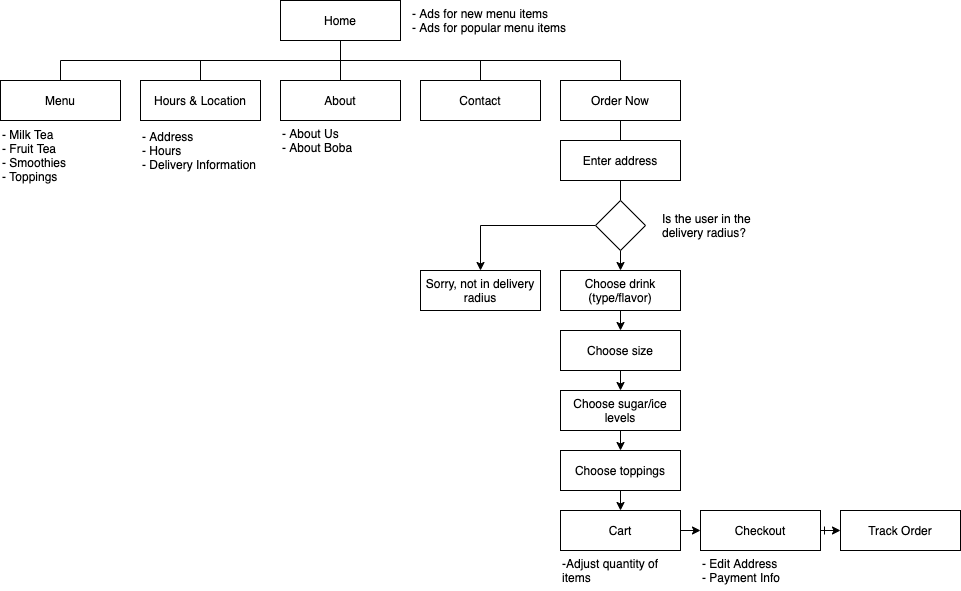 Home
- Ads for new menu items
- Ads for popular menu items
Menu
Hours & Location
About
Contact
Order Now
- Milk Tea
- Fruit Tea
- Smoothies
- Toppings
- Address
- Hours
- Delivery Information
- About Us
- About Boba
Enter address
Is the user in the
delivery radius?
Sorry, not in delivery
radius
Choose drink
(type/flavor)
Choose size
Choose sugar/ice
levels
Choose toppings
Cart
Checkout
Track Order
-Adjust quantity of
items
- Edit Address
- Payment Info